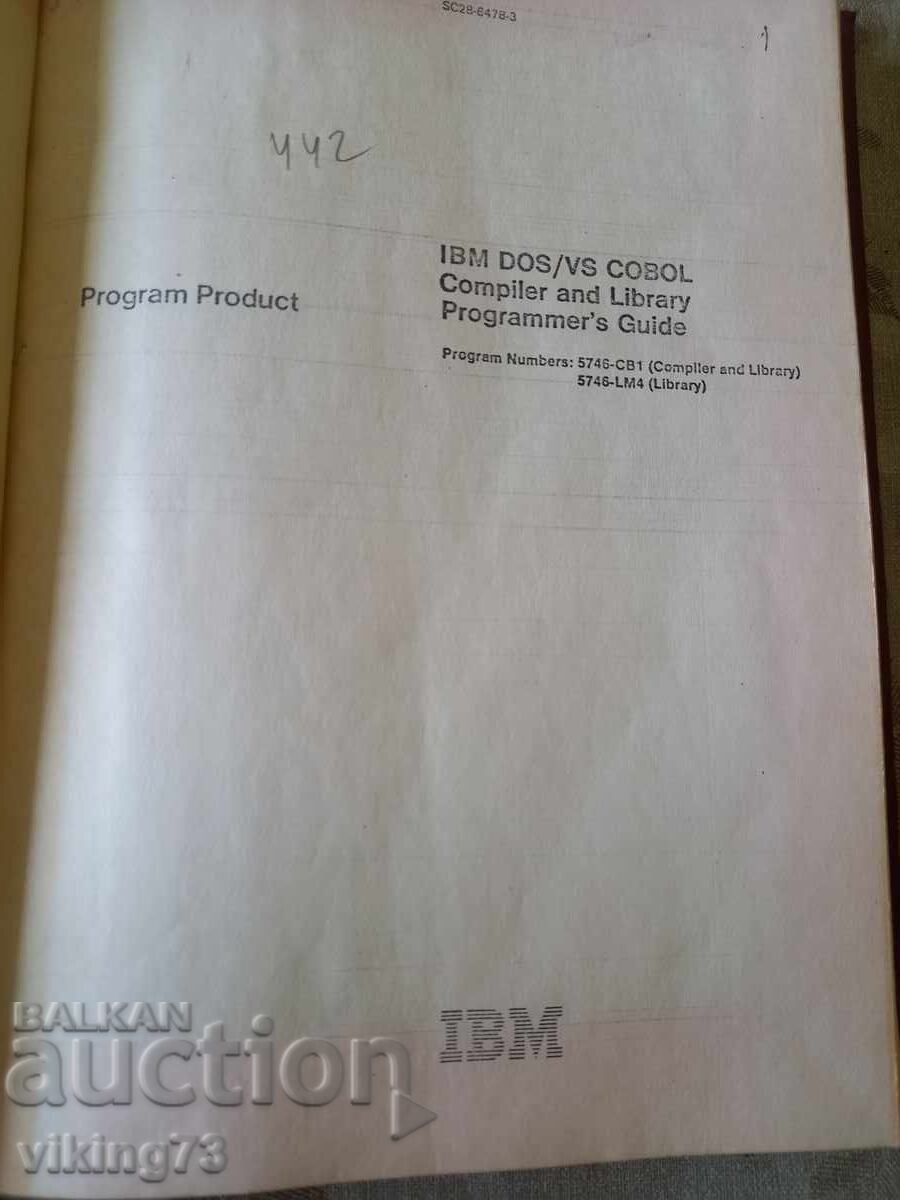 SC28-6478-3
1
442
Program Product
IBM DOS/VS COBOL
Compiler and Library
Programmer's Guide
Program Numbers: 5746-CB1 (Compiler and Library)
5746-LM4 (Library)
IBM
BALKAN
auction
viking73